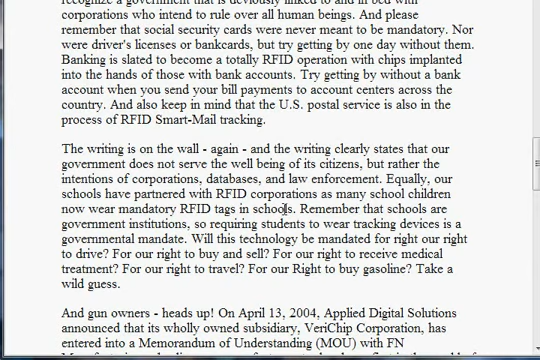 recognize a government that is deviously linked to and in bed with
corporations who intend to rule over all human beings. And please
remember that social security cards were never meant to be mandatory. Nor
were driver's licenses or bankcards, but try getting by one day without them.
Banking is slated to become a totally RFID operation with chips implanted
into the hands of those with bank accounts. Try getting by without a bank
account when you send your bill payments to account centers across the
country. And also keep in mind that the U.S. postal service is also in the
process of RFID Smart-Mail tracking.
The writing is on the wall - again - and the writing clearly states that our
government does not serve the well being of its citizens, but rather the
intentions of corporations, databases, and law enforcement. Equally, our
schools have partnered with RFID corporations as many school children
now wear mandatory RFID tags in schools. Remember that schools are
government institutions, so requiring students to wear tracking devices is a
governmental mandate. Will this technology be mandated for right our right
to drive? For our right to buy and sell? For our right to receive medical
treatment? For our right to travel? For our Right to buy gasoline? Take a
wild guess.
And gun owners - heads up! On April 13, 2004, Applied Digital Solutions
announced that its wholly owned subsidiary, VeriChip Corporation, has
entered into a Memorandum of Understanding (MOU) with FN